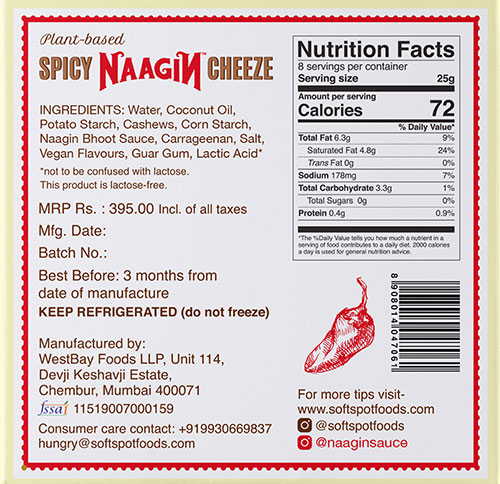 Plant-based
SPICY NAAGIN™ CHEEZE
INGREDIENTS: Water, Coconut Oil,
Potato Starch, Cashews, Corn Starch,
Naagin Bhoot Sauce, Carrageenan, Salt,
Vegan Flavours, Guar Gum, Lactic Acid*
*not to be confused with lactose.
This product is lactose-free.
MRP Rs. : 395.00 Incl. of all taxes
Mfg. Date:
Batch No.:
Best Before: 3 months from
date of manufacture
KEEP REFRIGERATED (do not freeze)
Manufactured by:
WestBay Foods LLP, Unit 114,
Devji Keshavji Estate,
Chembur, Mumbai 400071
fssai 11519007000159
Consumer care contact: +919930669837
hungry@softspotfoods.com
Nutrition Facts
8 servings per container
Serving size 25g
Amount per serving
Calories 72
% Daily Value*
Total Fat 6.3g 9%
Saturated Fat 4.8g 24%
Trans Fat 0g 0%
Sodium 178mg 7%
Total Carbohydrate 3.3g 1%
Total Sugars 0g 0%
Protein 0.4g 0.9%
*The %Daily Value tells you how much a nutrient in a
serving of food contributes to a daily diet. 2000 calories
a day is used for general nutrition advice.
8 908014 047061
For more tips visit-
www.softspotfoods.com
@softspotfoods
@naaginsauce